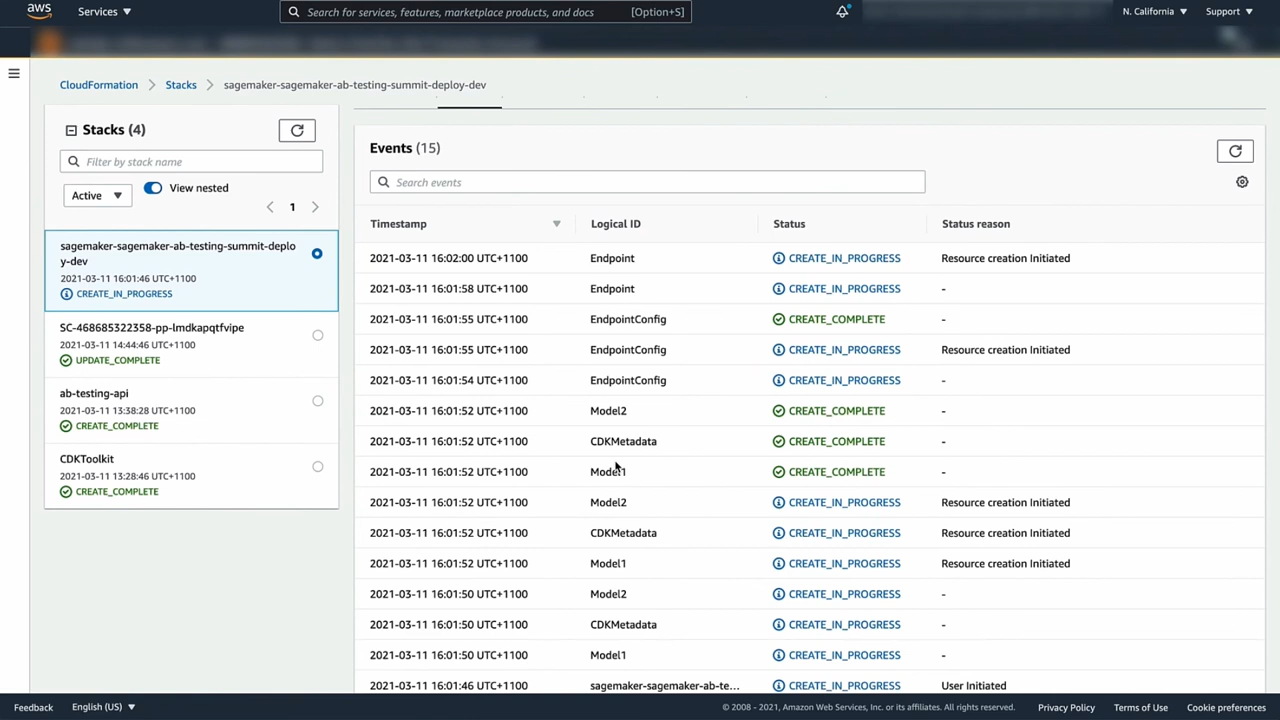 aws Services Search for services, features, marketplace products, and docs [Option+S] N. California Support
CloudFormation Stacks sagemaker-sagemaker-ab-testing-summit-deploy-dev
Stacks (4)
Filter by stack name
Active View nested
1
sagemaker-sagemaker-ab-testing-summit-deplo
y-dev
2021-03-11 16:01:46 UTC+1100
CREATE_IN_PROGRESS
SC-468685322358-pp-lmdkapqtfvipe
2021-03-11 14:44:46 UTC+1100
UPDATE_COMPLETE
ab-testing-api
2021-03-11 13:38:28 UTC+1100
CREATE_COMPLETE
CDKToolkit
2021-03-11 13:28:46 UTC+1100
CREATE_COMPLETE
Events (15)
Search events
Timestamp Logical ID Status Status reason
2021-03-11 16:02:00 UTC+1100 Endpoint CREATE_IN_PROGRESS Resource creation Initiated
2021-03-11 16:01:58 UTC+1100 Endpoint CREATE_IN_PROGRESS -
2021-03-11 16:01:55 UTC+1100 EndpointConfig CREATE_COMPLETE -
2021-03-11 16:01:55 UTC+1100 EndpointConfig CREATE_IN_PROGRESS Resource creation Initiated
2021-03-11 16:01:54 UTC+1100 EndpointConfig CREATE_IN_PROGRESS -
2021-03-11 16:01:52 UTC+1100 Model2 CREATE_COMPLETE -
2021-03-11 16:01:52 UTC+1100 CDKMetadata CREATE_COMPLETE -
2021-03-11 16:01:52 UTC+1100 Model1 CREATE_COMPLETE -
2021-03-11 16:01:52 UTC+1100 Model2 CREATE_IN_PROGRESS Resource creation Initiated
2021-03-11 16:01:52 UTC+1100 CDKMetadata CREATE_IN_PROGRESS Resource creation Initiated
2021-03-11 16:01:52 UTC+1100 Model1 CREATE_IN_PROGRESS Resource creation Initiated
2021-03-11 16:01:50 UTC+1100 Model2 CREATE_IN_PROGRESS -
2021-03-11 16:01:50 UTC+1100 CDKMetadata CREATE_IN_PROGRESS -
2021-03-11 16:01:50 UTC+1100 Model1 CREATE_IN_PROGRESS -
2021-03-11 16:01:46 UTC+1100 sagemaker-sagemaker-ab-te... CREATE_IN_PROGRESS User Initiated
Feedback English (US) © 2008 - 2021, Amazon Web Services, Inc. or its affiliates. All rights reserved. Privacy Policy Terms of Use Cookie preferences